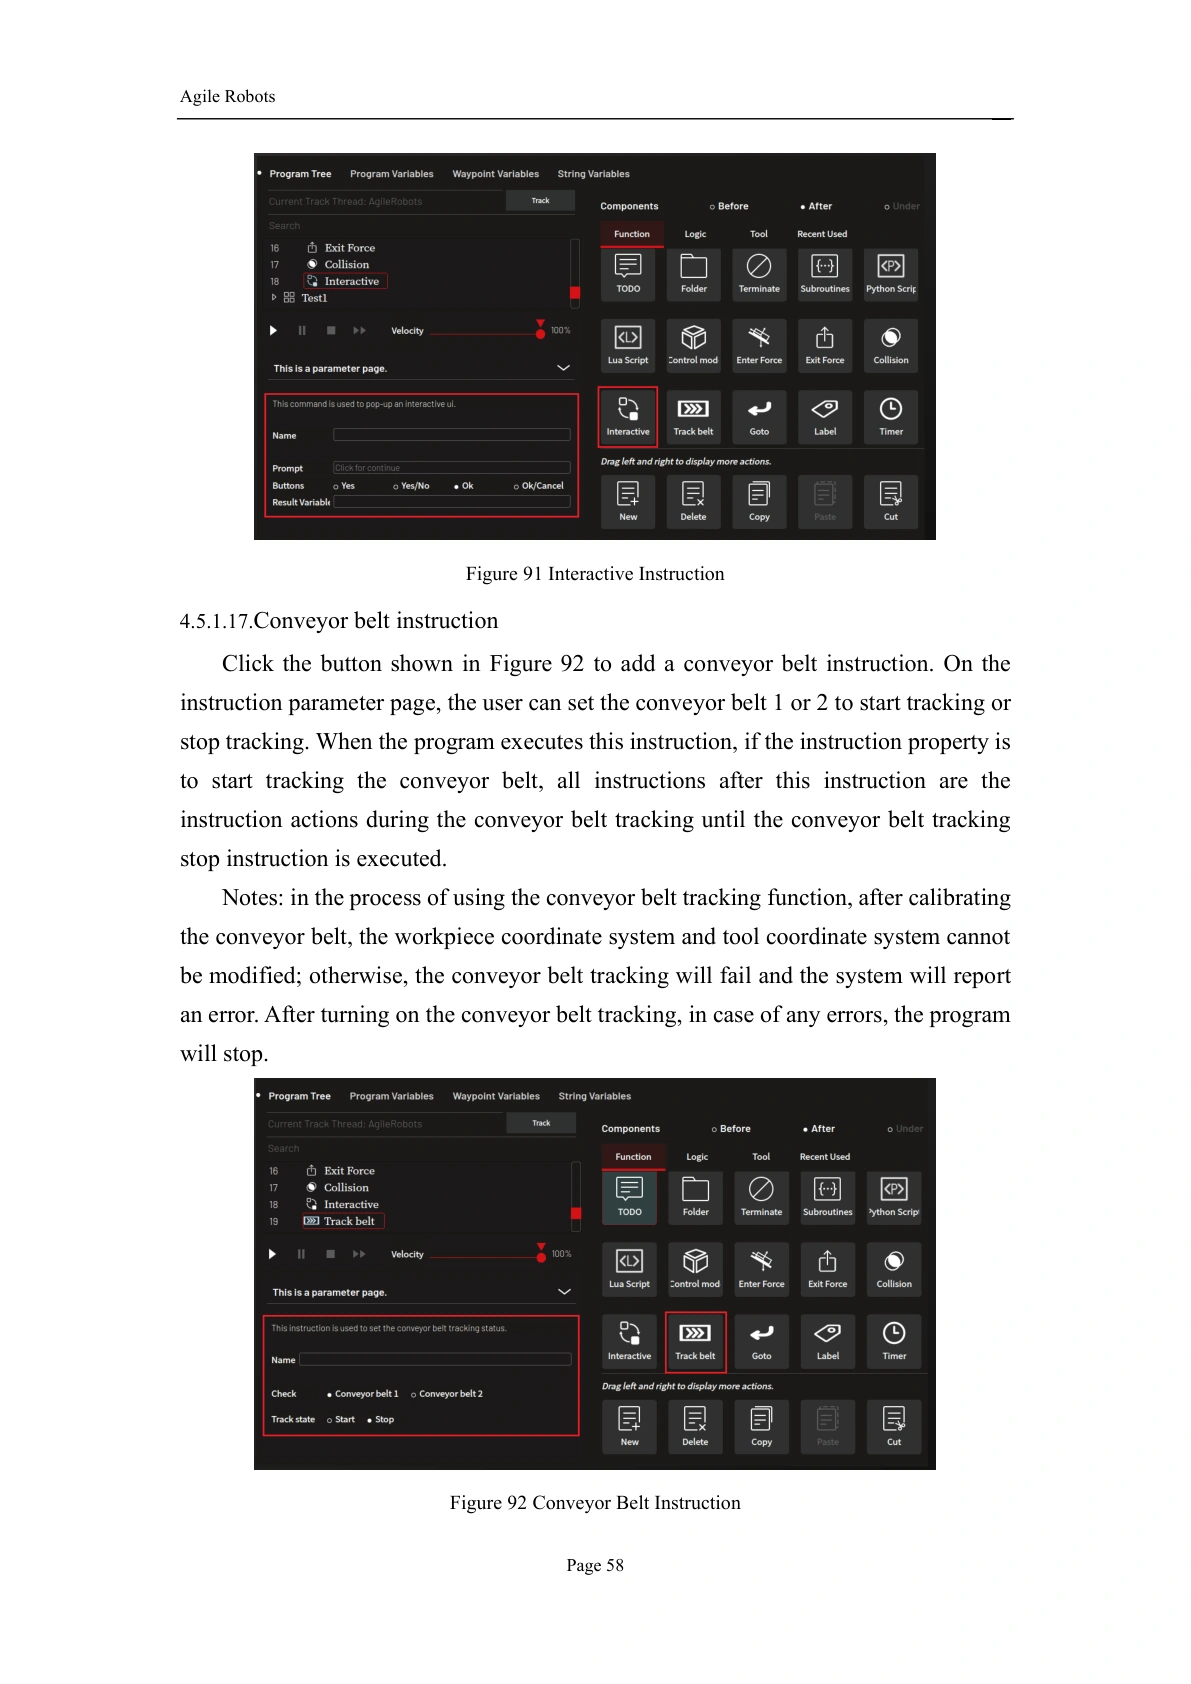 Agile Robots
Program Tree Program Variables Waypoint Variables String Variables
Current Track Thread: AgileRobots Track
Search
16 Exit Force
17 Collision
18 Interactive
Test1
Velocity 100%
This is a parameter page.
This command is used to pop-up an interactive ui.
Name
Prompt Click for continue
Buttons Yes Yes/No Ok Ok/Cancel
Result Variable
Components Before After Under
Function Logic Tool Recent Used
TODO Folder Terminate Subroutines Python Scrip
Lua Script Control mod Enter Force Exit Force Collision
Interactive Track belt Goto Label Timer
Drag left and right to display more actions.
New Delete Copy Paste Cut
Figure 91 Interactive Instruction
4.5.1.17.Conveyor belt instruction
Click the button shown in Figure 92 to add a conveyor belt instruction. On the
instruction parameter page, the user can set the conveyor belt 1 or 2 to start tracking or
stop tracking. When the program executes this instruction, if the instruction property is
to start tracking the conveyor belt, all instructions after this instruction are the
instruction actions during the conveyor belt tracking until the conveyor belt tracking
stop instruction is executed.
Notes: in the process of using the conveyor belt tracking function, after calibrating
the conveyor belt, the workpiece coordinate system and tool coordinate system cannot
be modified; otherwise, the conveyor belt tracking will fail and the system will report
an error. After turning on the conveyor belt tracking, in case of any errors, the program
will stop.
Program Tree Program Variables Waypoint Variables String Variables
Current Track Thread: AgileRobots Track
Search
16 Exit Force
17 Collision
18 Interactive
19 Track belt
Velocity 100%
This is a parameter page.
This instruction is used to set the conveyor belt tracking status.
Name
Check Conveyor belt 1 Conveyor belt 2
Track state Start Stop
Components Before After Under
Function Logic Tool Recent Used
TODO Folder Terminate Subroutines Python Scrip
Lua Script Control mod Enter Force Exit Force Collision
Interactive Track belt Goto Label Timer
Drag left and right to display more actions.
New Delete Copy Paste Cut
Figure 92 Conveyor Belt Instruction
Page 58